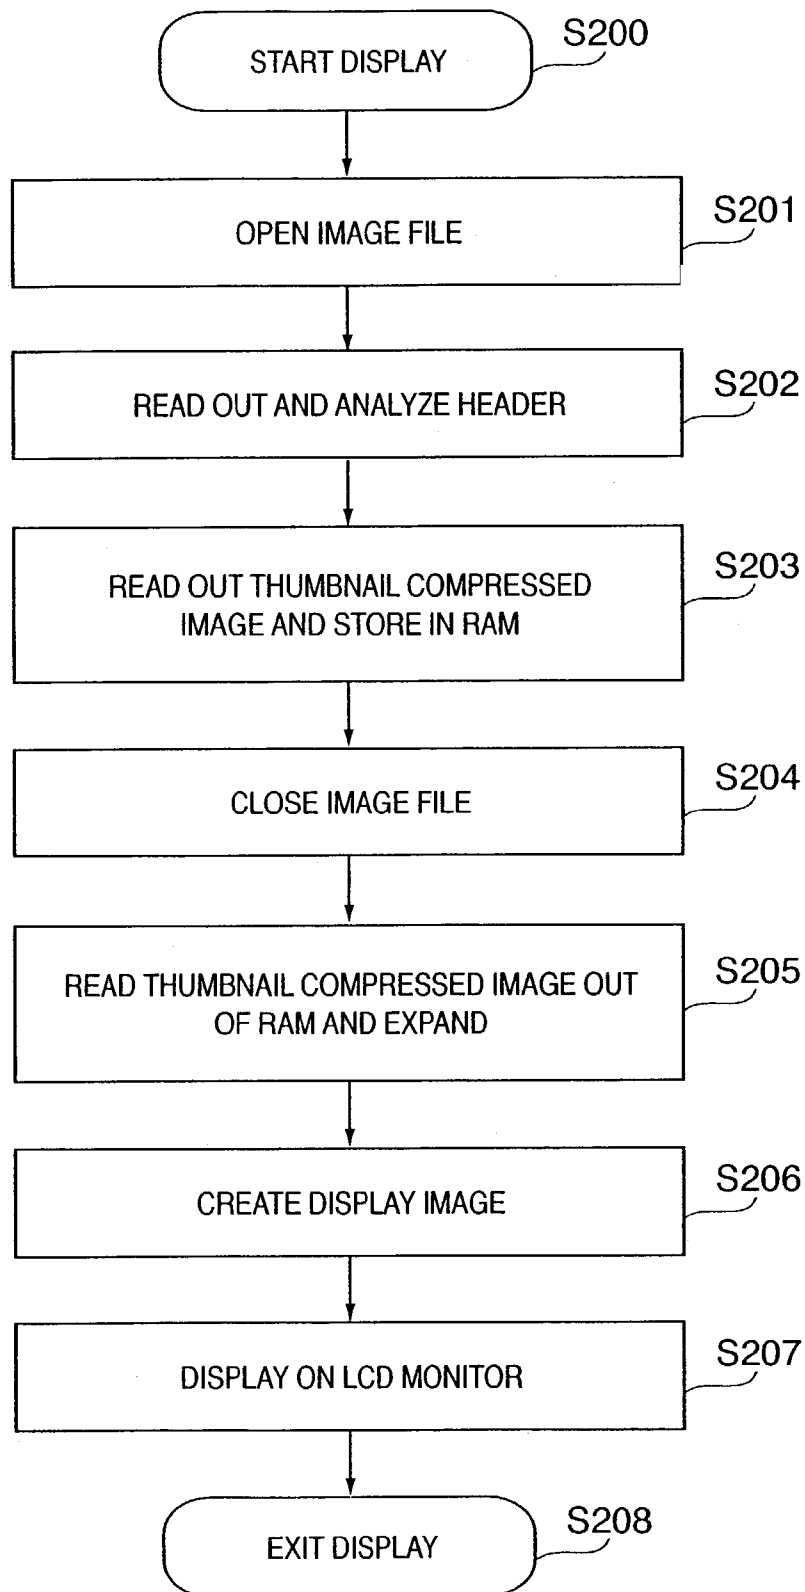 START DISPLAY
S200
OPEN IMAGE FILE
S201
READ OUT AND ANALYZE HEADER
S202
READ OUT THUMBNAIL COMPRESSED
IMAGE AND STORE IN RAM
S203
CLOSE IMAGE FILE
S204
READ THUMBNAIL COMPRESSED IMAGE OUT
OF RAM AND EXPAND
S205
CREATE DISPLAY IMAGE
S206
DISPLAY ON LCD MONITOR
S207
EXIT DISPLAY
S208